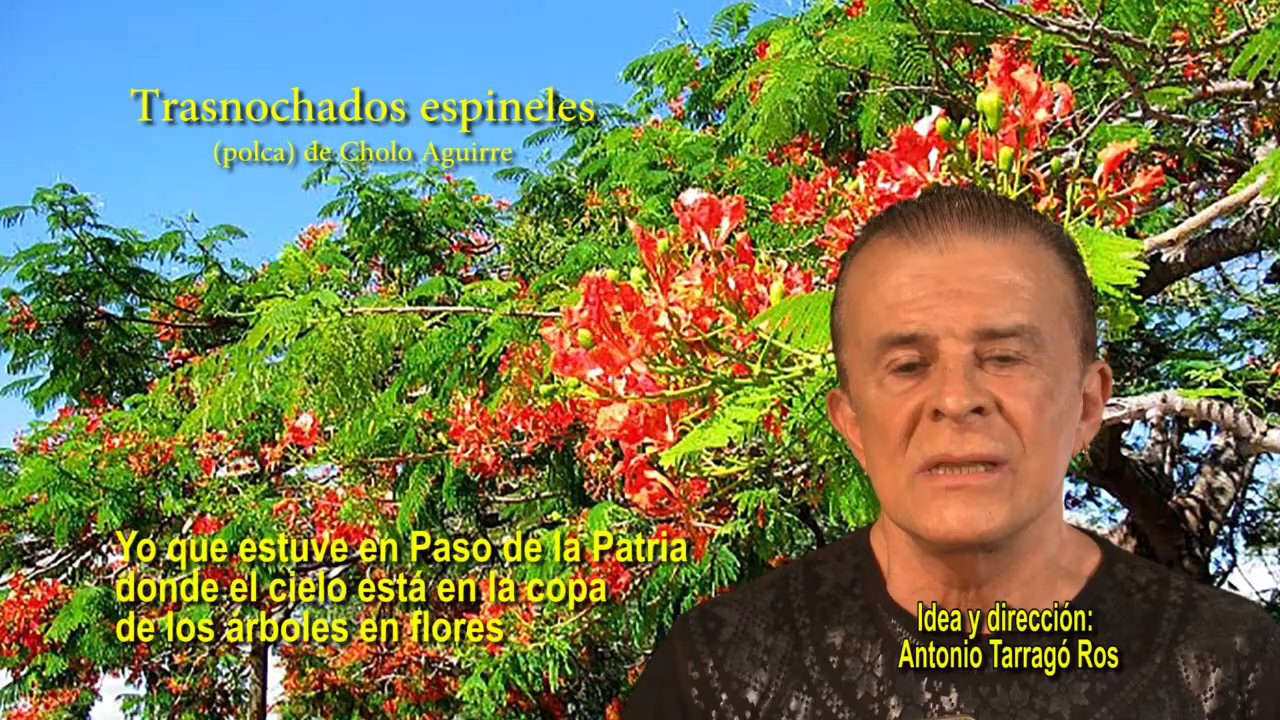 Trasnochados espineles
(polca) de Cholo Aguirre
Yo que estuve en Paso de la Patria
donde el cielo está en la copa
de los árboles en flores
Idea y dirección:
Antonio Tarragó Ros